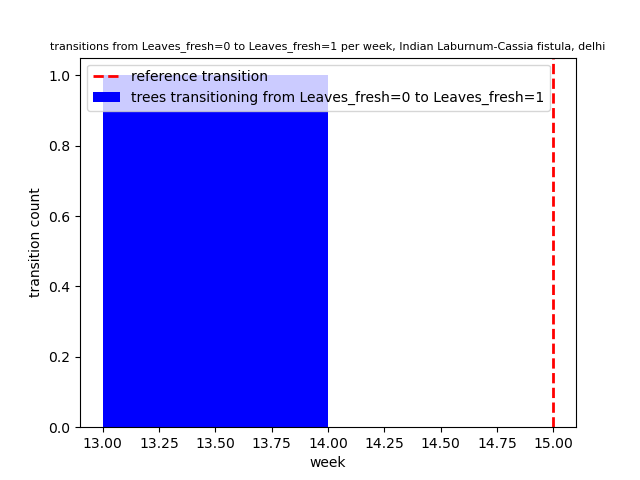 transitions from Leaves_fresh=0 to Leaves_fresh=1 per week, Indian Laburnum-Cassia fistula, delhi
reference transition
trees transitioning from Leaves_fresh=0 to Leaves_fresh=1
transition count
1.0
0.8
0.6
0.4
0.2
0.0
13.00 13.25 13.50 13.75 14.00 14.25 14.50 14.75 15.00
week